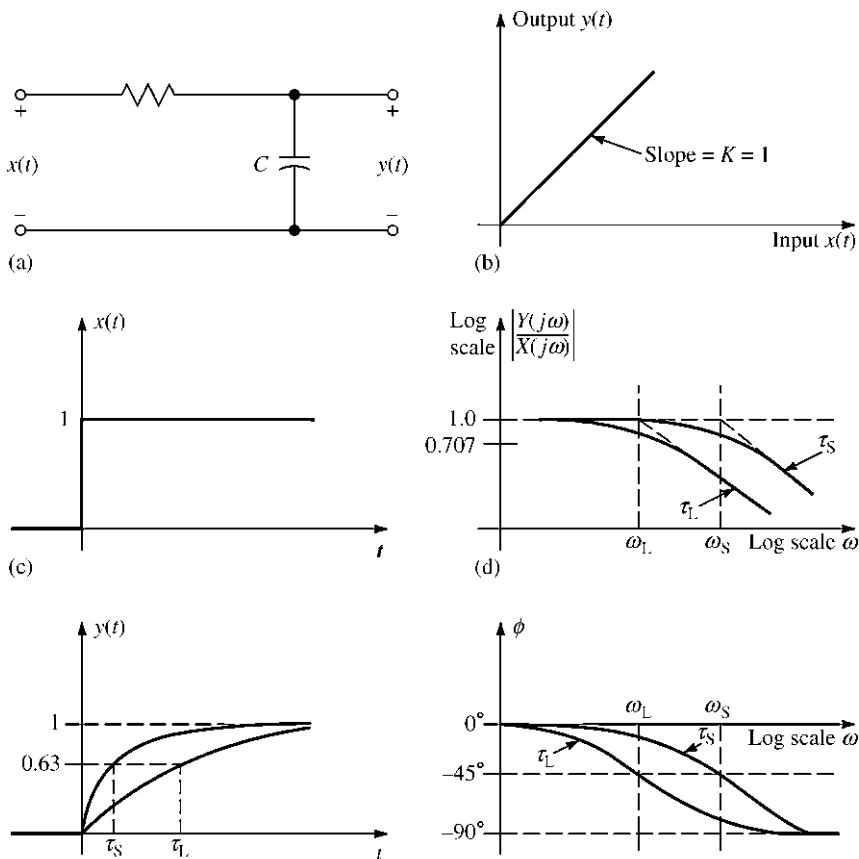 +
x(t)
−
C
+
y(t)
−
(a)
Output y(t)
Slope = K = 1
Input x(t)
(b)
x(t)
1
t
(c)
Log
scale
|Y(jω)
X(jω)|
1.0
0.707
τS
τL
ωL
ωS
Log scale ω
(d)
y(t)
1
0.63
τS
τL
t
ϕ
ωL
ωS
0°
τS
Log scale ω
τL
−45°
−90°